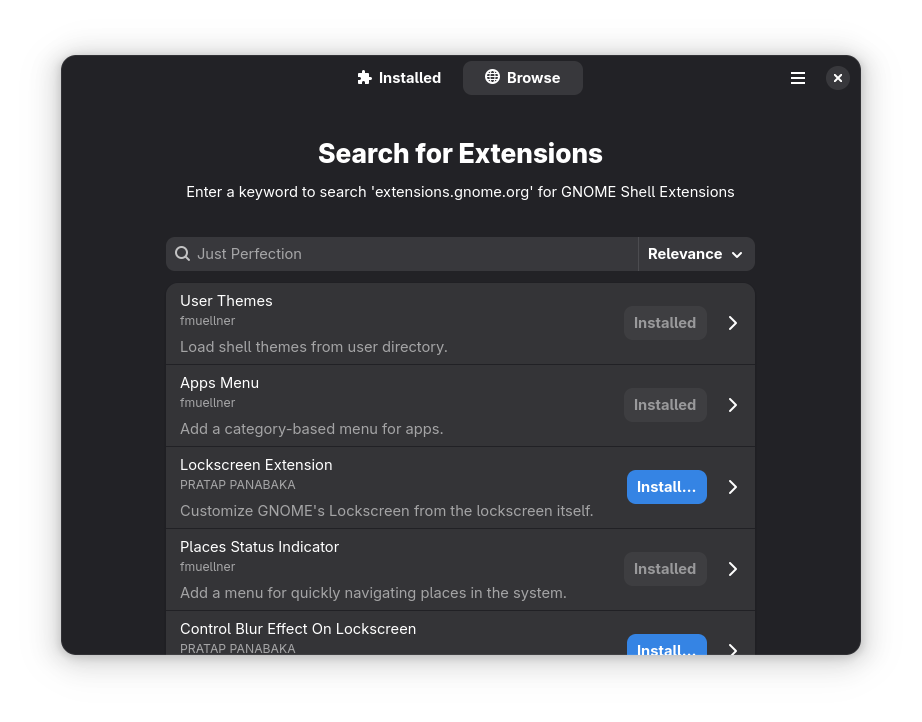 Installed
Browse
Search for Extensions
Enter a keyword to search 'extensions.gnome.org' for GNOME Shell Extensions
Just Perfection
Relevance
User Themes
fmuellner
Load shell themes from user directory.
Installed
Apps Menu
fmuellner
Add a category-based menu for apps.
Installed
Lockscreen Extension
PRATAP PANABAKA
Customize GNOME's Lockscreen from the lockscreen itself.
Install…
Places Status Indicator
fmuellner
Add a menu for quickly navigating places in the system.
Installed
Control Blur Effect On Lockscreen
PRATAP PANABAKA
Install…